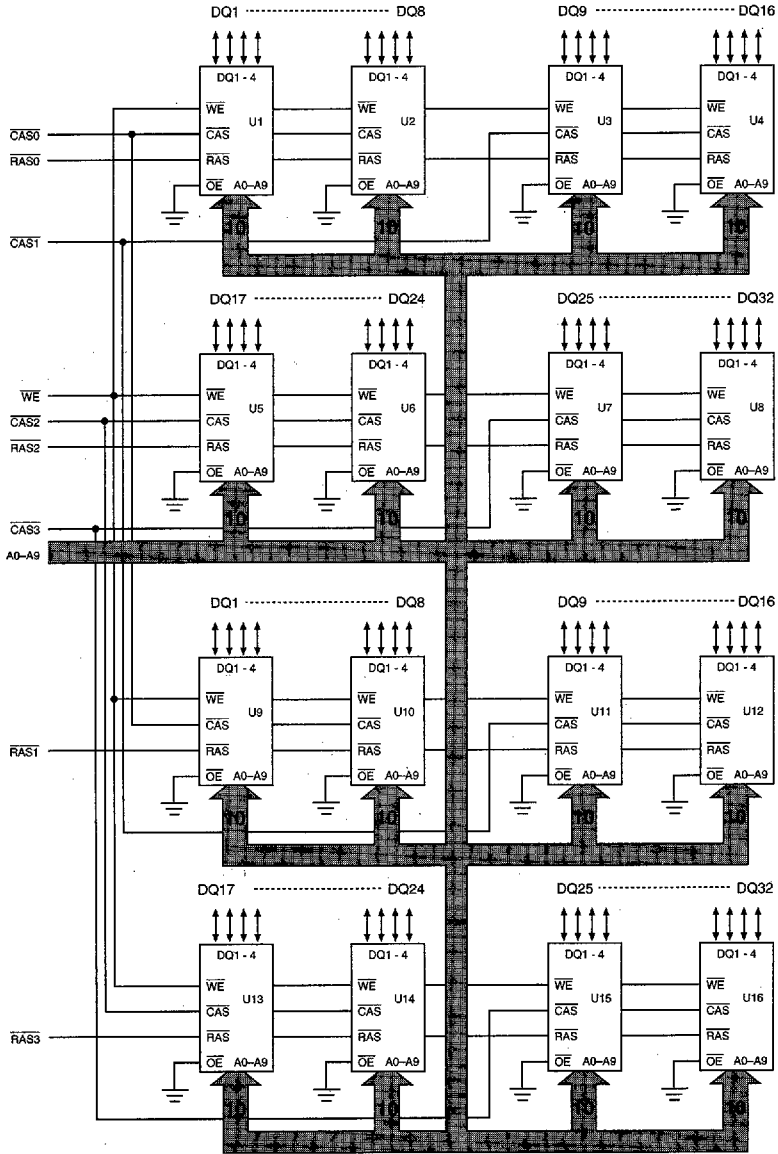 DQ1 DQ8 DQ9 DQ16
DQ1 - 4 DQ1 - 4 DQ1 - 4 DQ1 - 4
WE U1 WE U2 WE U3 WE U4
CAS0 CAS CAS CAS CAS
RAS0 RAS RAS RAS RAS
OE A0–A9 OE A0–A9 OE A0–A9 OE A0–A9
10 10 10 10
CAS1
DQ17 DQ24 DQ25 DQ32
DQ1 - 4 DQ1 - 4 DQ1 - 4 DQ1 - 4
WE WE U5 WE U6 WE U7 WE U8
CAS2 CAS CAS CAS CAS
RAS2 RAS RAS RAS RAS
OE A0–A9 OE A0–A9 OE A0–A9 OE A0–A9
10 10 10 10
CAS3
A0–A9
DQ1 DQ8 DQ9 DQ16
DQ1 - 4 DQ1 - 4 DQ1 - 4 DQ1 - 4
WE U9 WE U10 WE U11 WE U12
CAS CAS CAS CAS
RAS1 RAS RAS RAS RAS
OE A0–A9 OE A0–A9 OE A0–A9 OE A0–A9
10 10 10 10
DQ17 DQ24 DQ25 DQ32
DQ1 - 4 DQ1 - 4 DQ1 - 4 DQ1 - 4
WE U13 WE U14 WE U15 WE U16
CAS CAS CAS CAS
RAS3 RAS RAS RAS RAS
OE A0–A9 OE A0–A9 OE A0–A9 OE A0–A9
10 10 10 10